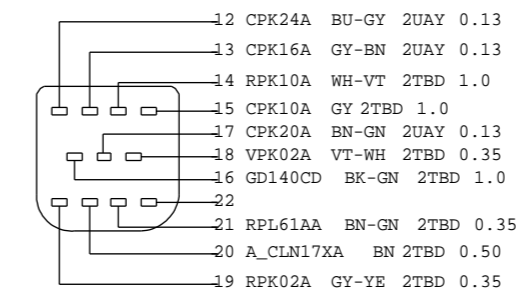 12 CPK24A BU-GY 2UAY 0.13
13 CPK16A GY-BN 2UAY 0.13
14 RPK10A WH-VT 2TBD 1.0
15 CPK10A GY 2TBD 1.0
17 CPK20A BN-GN 2UAY 0.13
18 VPK02A VT-WH 2TBD 0.35
16 GD140CD BK-GN 2TBD 1.0
22
21 RPL61AA BN-GN 2TBD 0.35
20 A_CLN17XA BN 2TBD 0.50
19 RPK02A GY-YE 2TBD 0.35